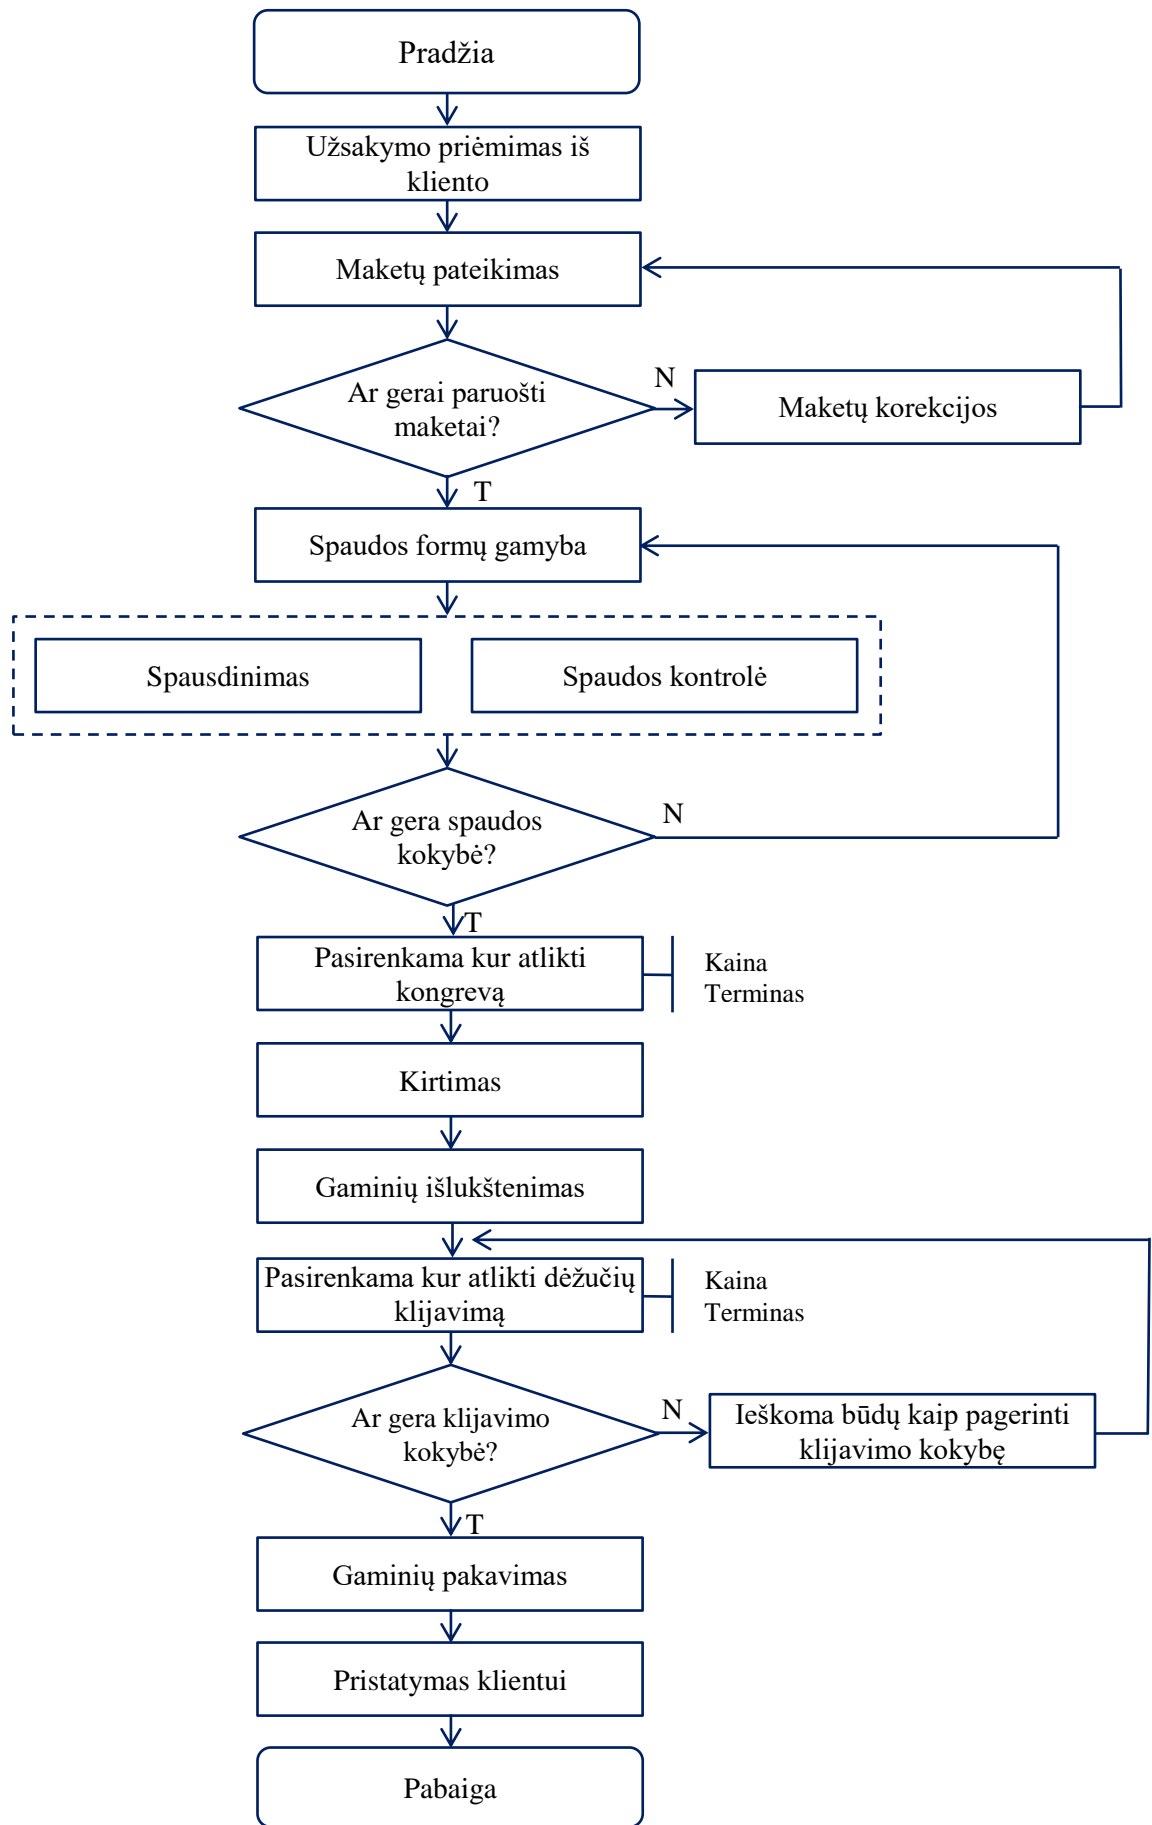 Pradžia
Užsakymo priėmimas iš
kliento
Maketų pateikimas
Ar gerai paruošti
maketai?
N
Maketų korekcijos
T
Spaudos formų gamyba
Spausdinimas
Spaudos kontrolė
Ar gera spaudos
kokybė?
N
T
Pasirenkama kur atlikti
kongrevą
Kaina
Terminas
Kirtimas
Gaminių išlukštenimas
Pasirenkama kur atlikti dėžučių
klijavimą
Kaina
Terminas
Ar gera klijavimo
kokybė?
N
Ieškoma būdų kaip pagerinti
klijavimo kokybę
T
Gaminių pakavimas
Pristatymas klientui
Pabaiga